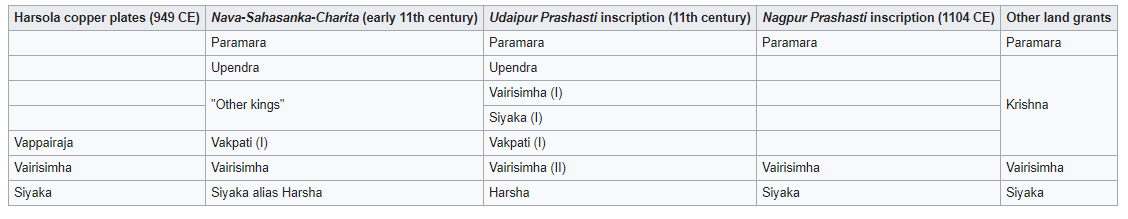 Harsola copper plates (949 CE) Nava-Sahasanka-Charita (early 11th century) Udaipur Prashasti inscription (11th century) Nagpur Prashasti inscription (1104 CE) Other land grants
Paramara Paramara Paramara Paramara
Upendra Upendra
Vairisimha (I)
"Other kings" Krishna
Siyaka (I)
Vappairaja Vakpati (I) Vakpati (I)
Vairisimha Vairisimha Vairisimha (II) Vairisimha Vairisimha
Siyaka Siyaka alias Harsha Harsha Siyaka Siyaka